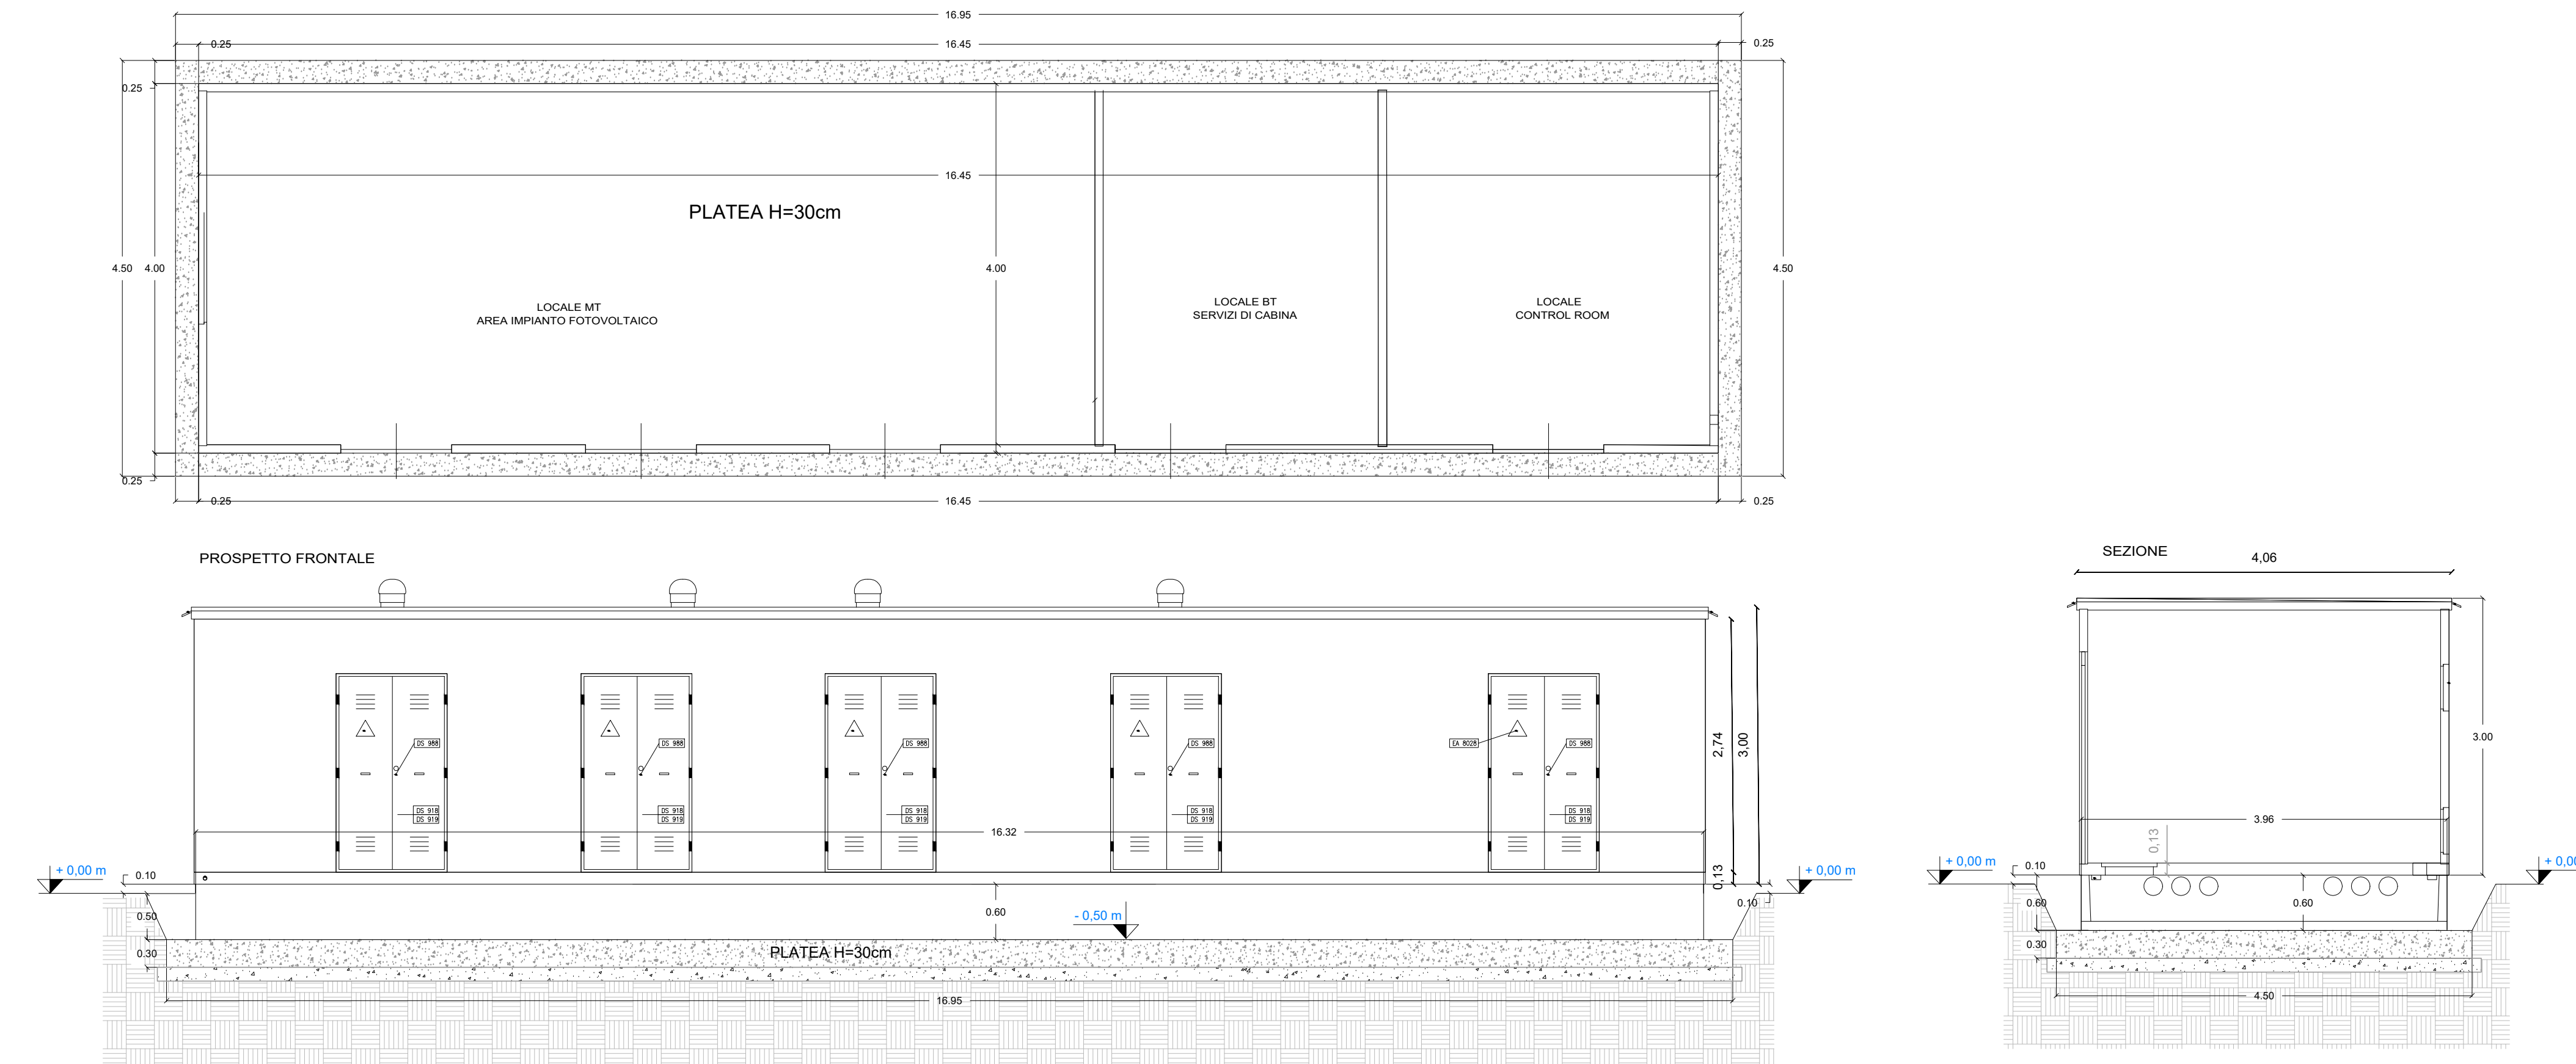 16.95
0.25
16.45
0.25
0.25
16.45
PLATEA H=30cm
4.50
4.00
4.00
4.50
LOCALE MT
AREA IMPIANTO FOTOVOLTAICO
LOCALE BT
SERVIZI DI CABINA
LOCALE
CONTROL ROOM
0.25
0.25
16.45
0.25
PROSPETTO FRONTALE
DS 988
DS 988
DS 988
DS 988
EA 8028
DS 988
2,74
3,00
DS 918
DS 919
DS 918
DS 919
DS 918
DS 919
DS 918
DS 919
DS 918
DS 919
16.32
+ 0,00 m
0.10
0,13
+ 0,00 m
0.10
0.50
0.60
- 0,50 m
0.30
PLATEA H=30cm
16.95
SEZIONE
4,06
3.00
3.96
0,13
+ 0,00 m
0.10
+ 0,00
0.60
0.60
0.30
4.50